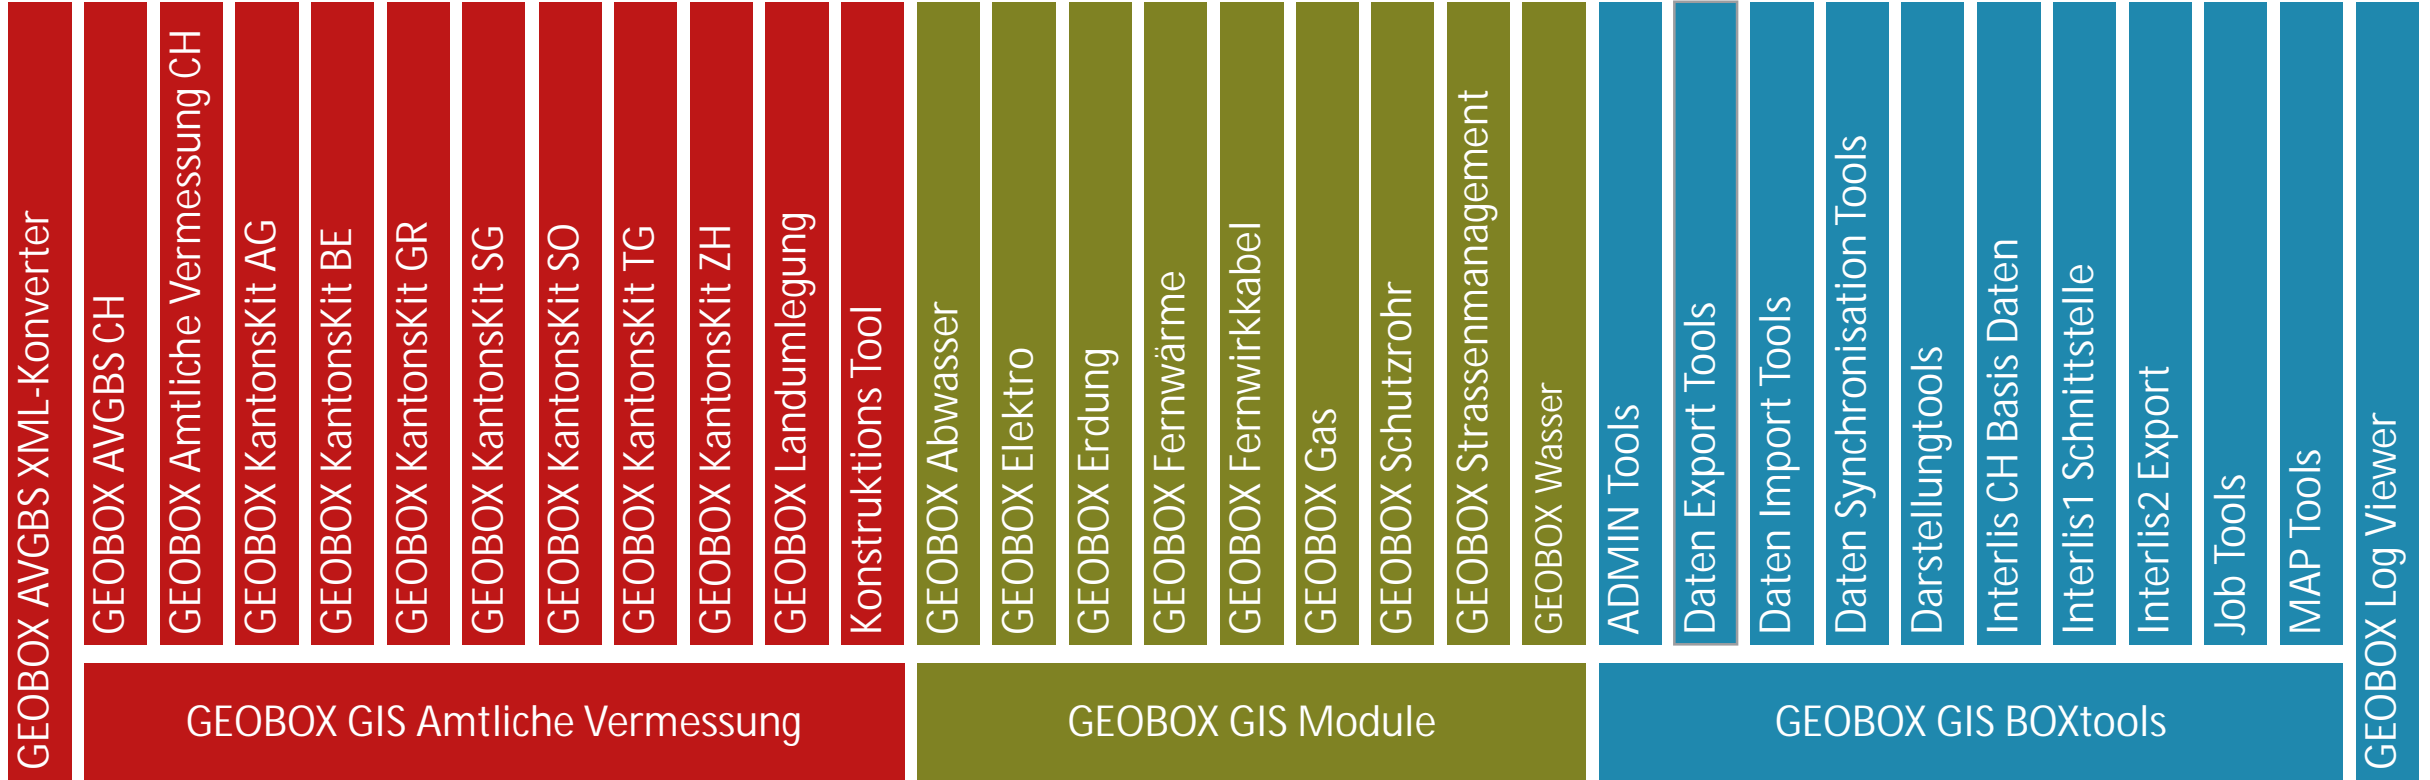 GEOBOX AVGBS XML-Konverter
GEOBOX AVGBS CH
GEOBOX Amtliche Vermessung CH
GEOBOX KantonsKit AG
GEOBOX KantonsKit BE
GEOBOX KantonsKit GR
GEOBOX KantonsKit SG
GEOBOX KantonsKit SO
GEOBOX KantonsKit TG
GEOBOX KantonsKit ZH
GEOBOX Landumlegung
Konstruktions Tool
GEOBOX GIS Amtliche Vermessung
GEOBOX Abwasser
GEOBOX Elektro
GEOBOX Erdung
GEOBOX Fernwärme
GEOBOX Fernwirkkabel
GEOBOX Gas
GEOBOX Schutzrohr
GEOBOX Strassenmanagement
GEOBOX Wasser
GEOBOX GIS Module
ADMIN Tools
Daten Export Tools
Daten Import Tools
Daten Synchronisation Tools
Darstellungtools
Interlis CH Basis Daten
Interlis1 Schnittstelle
Interlis2 Export
Job Tools
MAP Tools
GEOBOX GIS BOXtools
GEOBOX Log Viewer